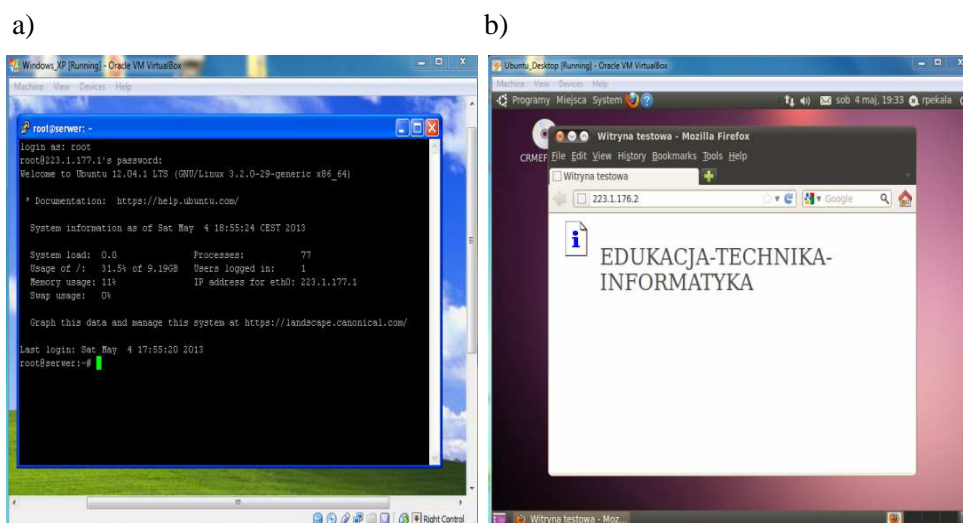 a)
b)
Windows_XP [Running] - Oracle VM VirtualBox
Machine View Devices Help
root@serwer: ~
login as: root
root@223.1.177.1's password:
Welcome to Ubuntu 12.04.1 LTS (GNU/Linux 3.2.0-29-generic x86_64)
* Documentation: https://help.ubuntu.com/
System information as of Sat May 4 18:55:24 CEST 2013
System load: 0.0 Processes: 77
Usage of /: 31.5% of 9.19GB Users logged in: 1
Memory usage: 11% IP address for eth0: 223.1.177.1
Swap usage: 0%
Graph this data and manage this system at https://landscape.canonical.com/
Last login: Sat May 4 17:55:20 2013
root@serwer:~#
Right Control
Ubuntu_Desktop [Running] - Oracle VM VirtualBox
Machine View Devices Help
Programy Miejsca System
sob 4 maj, 19:33 rpekala
Witryna testowa - Mozilla Firefox
File Edit View History Bookmarks Tools Help
Witryna testowa
223.1.176.2
Google
EDUKACJA-TECHNIKA-
INFORMATYKA
Witryna testowa - Moz...